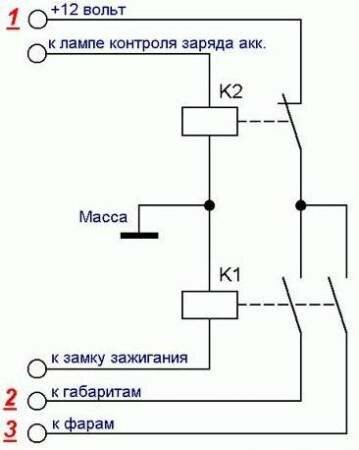 1 +12 вольт
к лампе контроля заряда акк.
K2
Масса
K1
к замку зажигания
2 к габаритам
3 к фарам